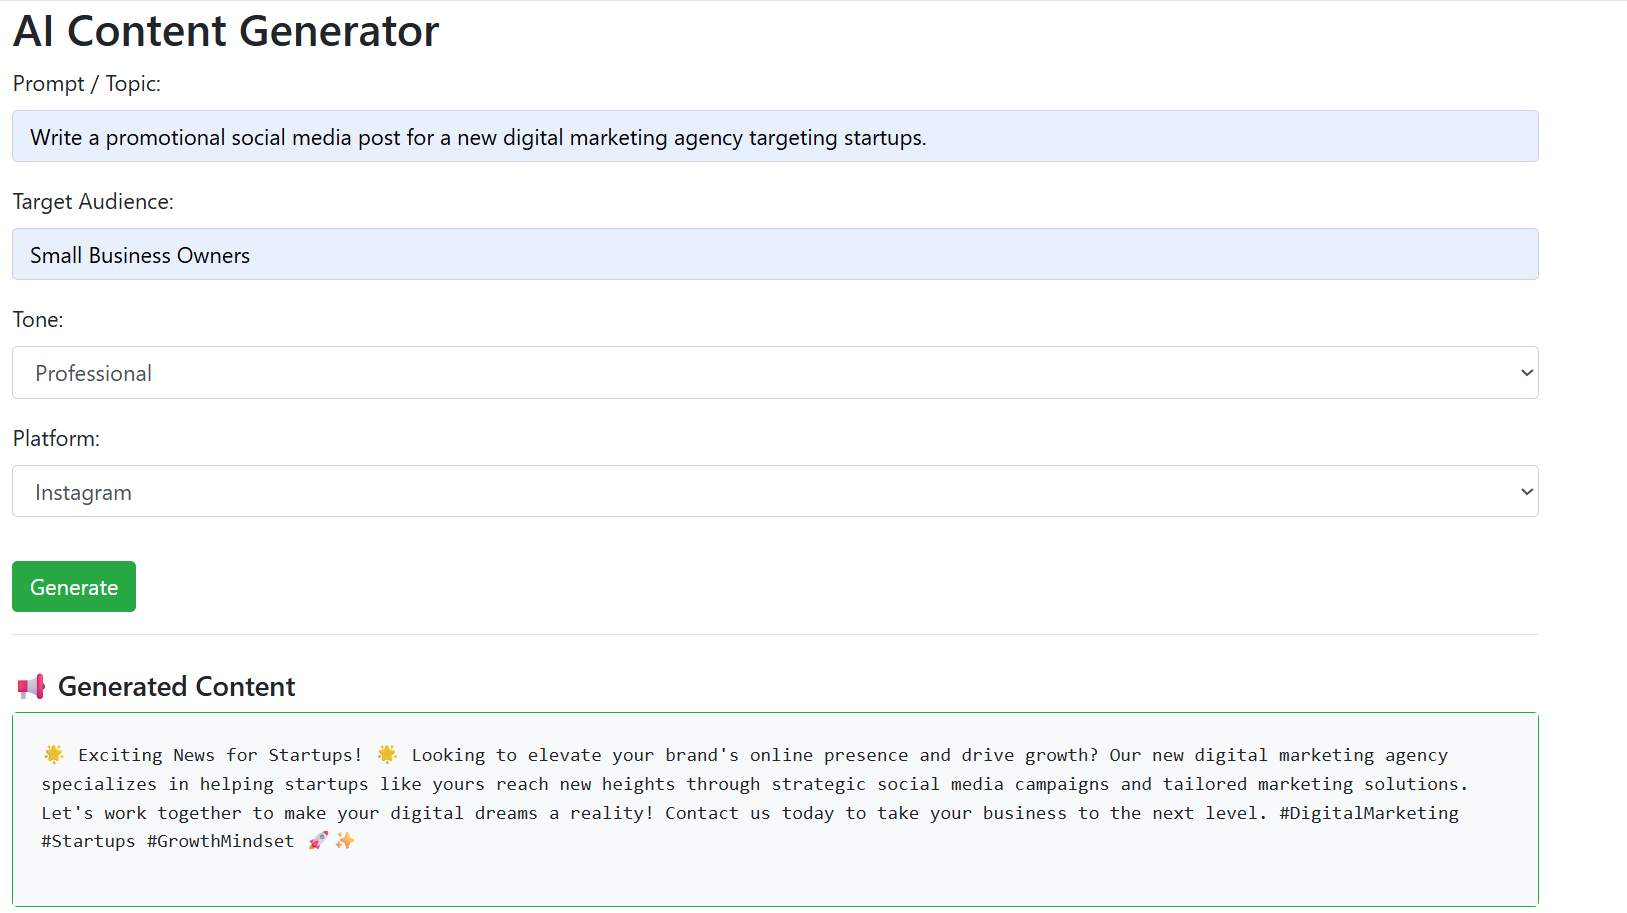 AI Content Generator
Prompt / Topic:
Write a promotional social media post for a new digital marketing agency targeting startups.
Target Audience:
Small Business Owners
Tone:
Professional
Platform:
Instagram
Generate
📢 Generated Content
🌟 Exciting News for Startups! 🌟 Looking to elevate your brand's online presence and drive growth? Our new digital marketing agency
specializes in helping startups like yours reach new heights through strategic social media campaigns and tailored marketing solutions.
Let's work together to make your digital dreams a reality! Contact us today to take your business to the next level. #DigitalMarketing
#Startups #GrowthMindset 🚀✨